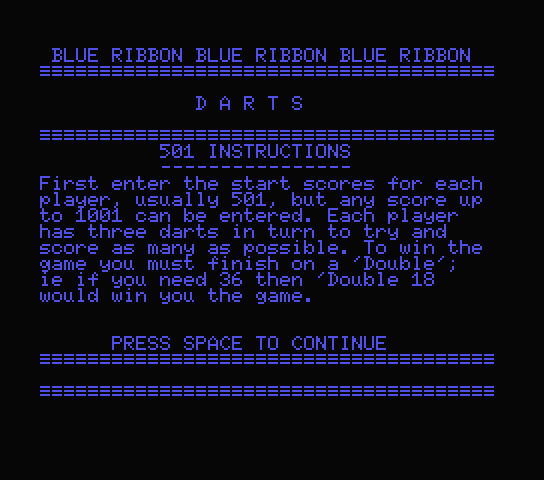 BLUE RIBBON BLUE RIBBON BLUE RIBBON
======================================
D A R T S
======================================
501 INSTRUCTIONS
----------------
First enter the start scores for each
player, usually 501, but any score up
to 1001 can be entered. Each player
has three darts in turn to try and
score as many as possible. To win the
game you must finish on a 'Double';
ie if you need 36 then 'Double 18
would win you the game.
PRESS SPACE TO CONTINUE
======================================
======================================